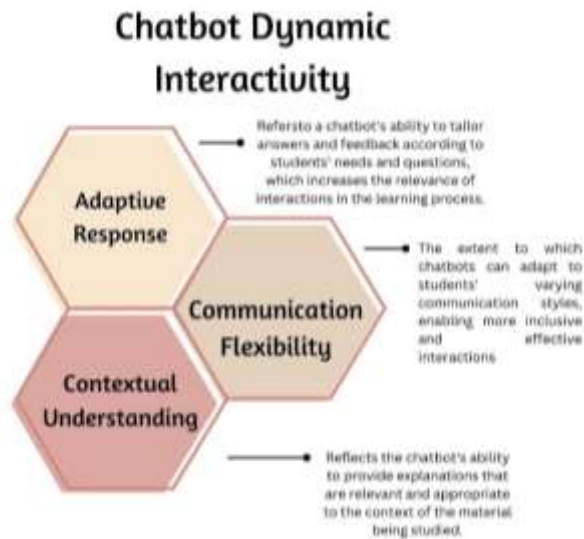 Chatbot Dynamic
Interactivity
Adaptive
Response
Refersto a chatbot's ability to tailor
answers and feedback according to
students' needs and questions,
which increases the relevance of
interactions in the learning process.
Communication
Flexibility
The extent to which
chatbots can adapt to
students' varying
communication styles,
enabling more inclusive
and effective
interactions
Contextual
Understanding
Reflects the chatbot's ability
to provide explanations that
are relevant and appropriate
to the context of the material
being studied.